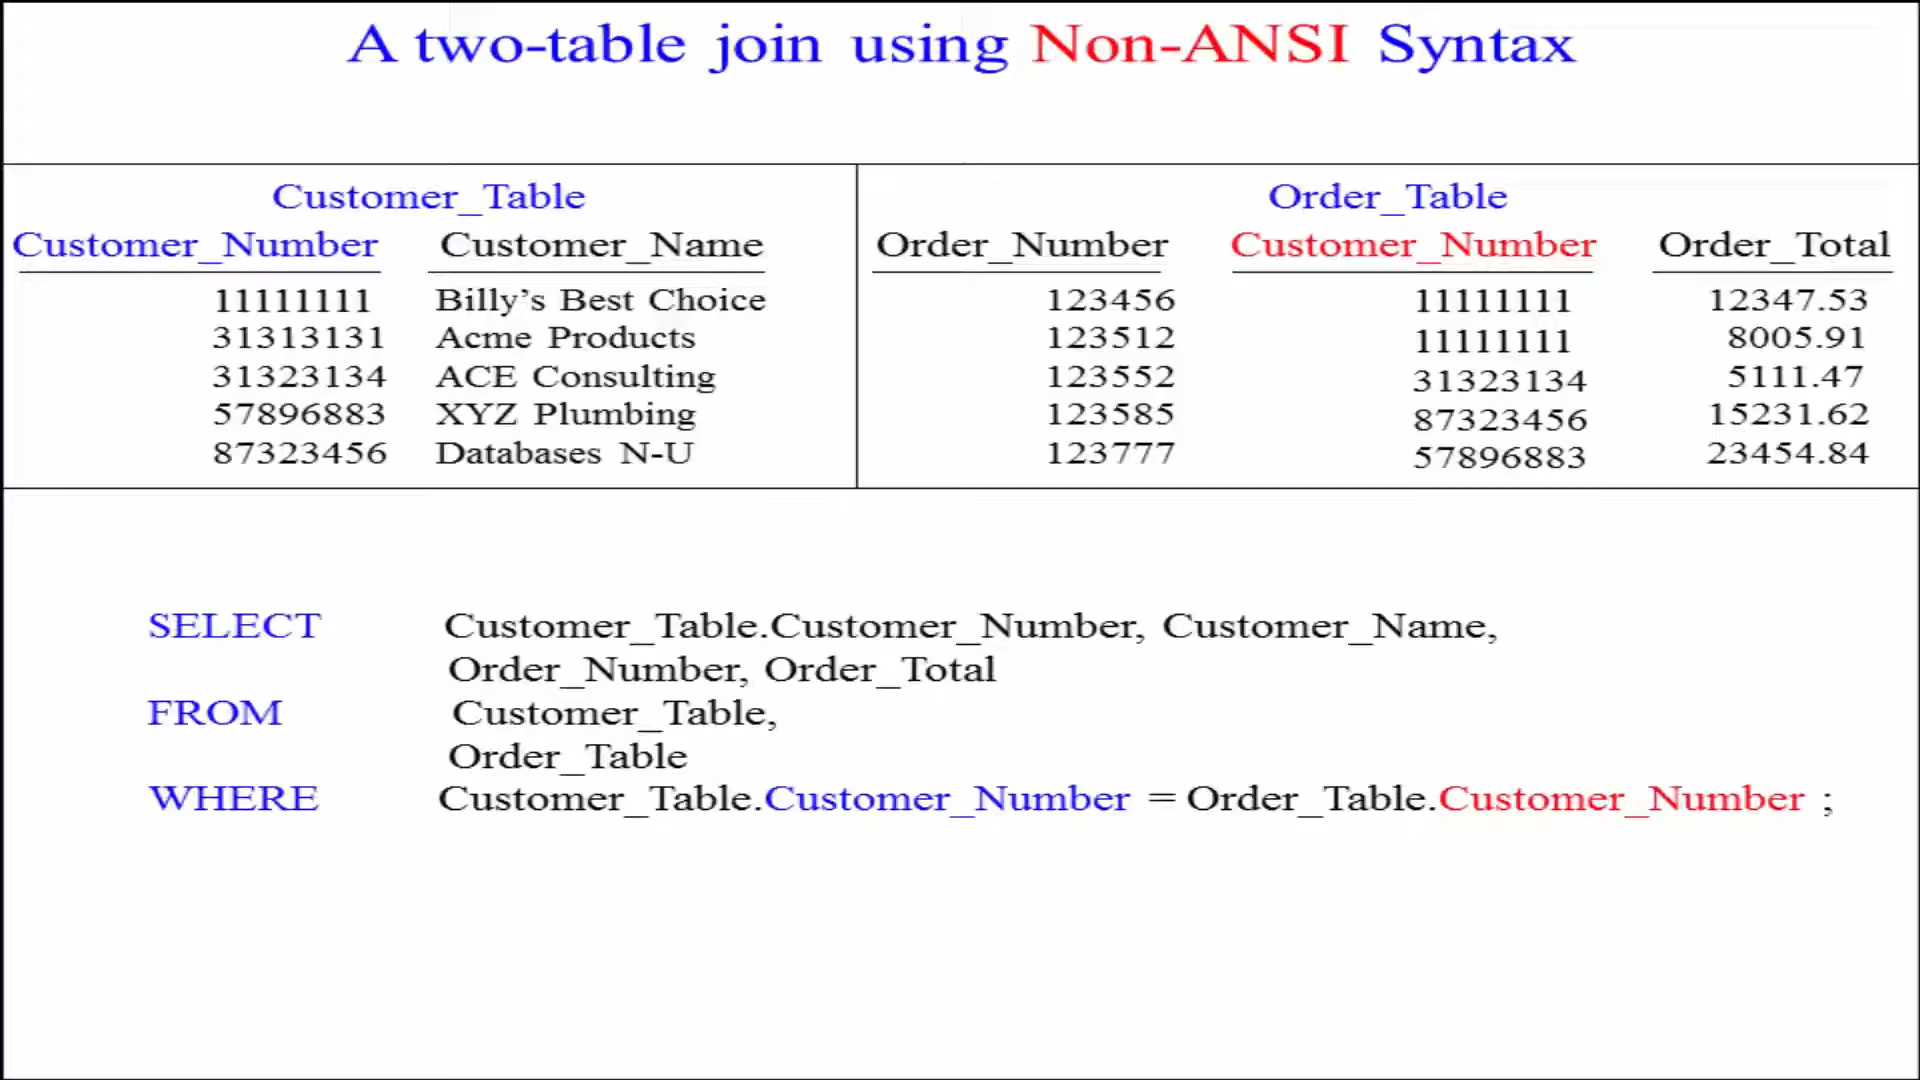 A two-table join using Non-ANSI Syntax
Customer_Table Order_Table
Customer_Number Customer_Name Order_Number Customer_Number Order_Total
11111111 Billy’s Best Choice 123456 11111111 12347.53
31313131 Acme Products 123512 11111111 8005.91
31323134 ACE Consulting 123552 31323134 5111.47
57896883 XYZ Plumbing 123585 87323456 15231.62
87323456 Databases N-U 123777 57896883 23454.84
SELECT Customer_Table.Customer_Number, Customer_Name,
Order_Number, Order_Total
FROM Customer_Table,
Order_Table
WHERE Customer_Table.Customer_Number = Order_Table.Customer_Number ;